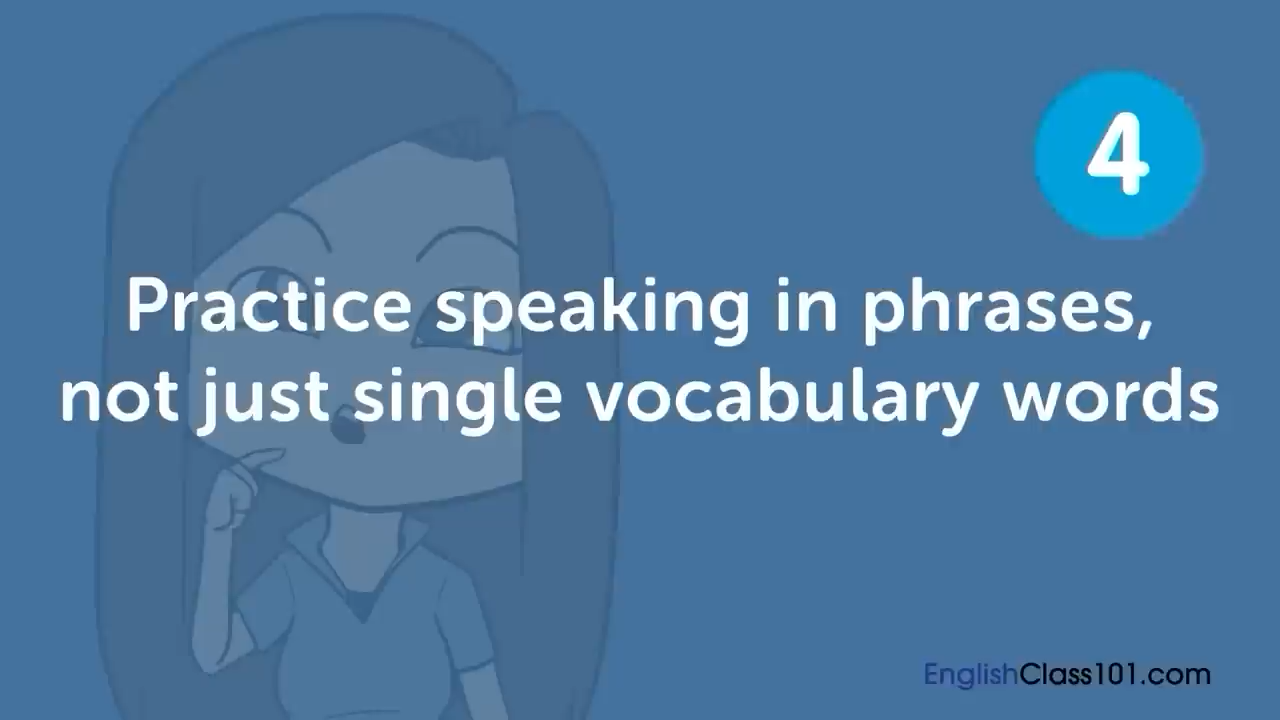 4
Practice speaking in phrases,
not just single vocabulary words
EnglishClass101.com